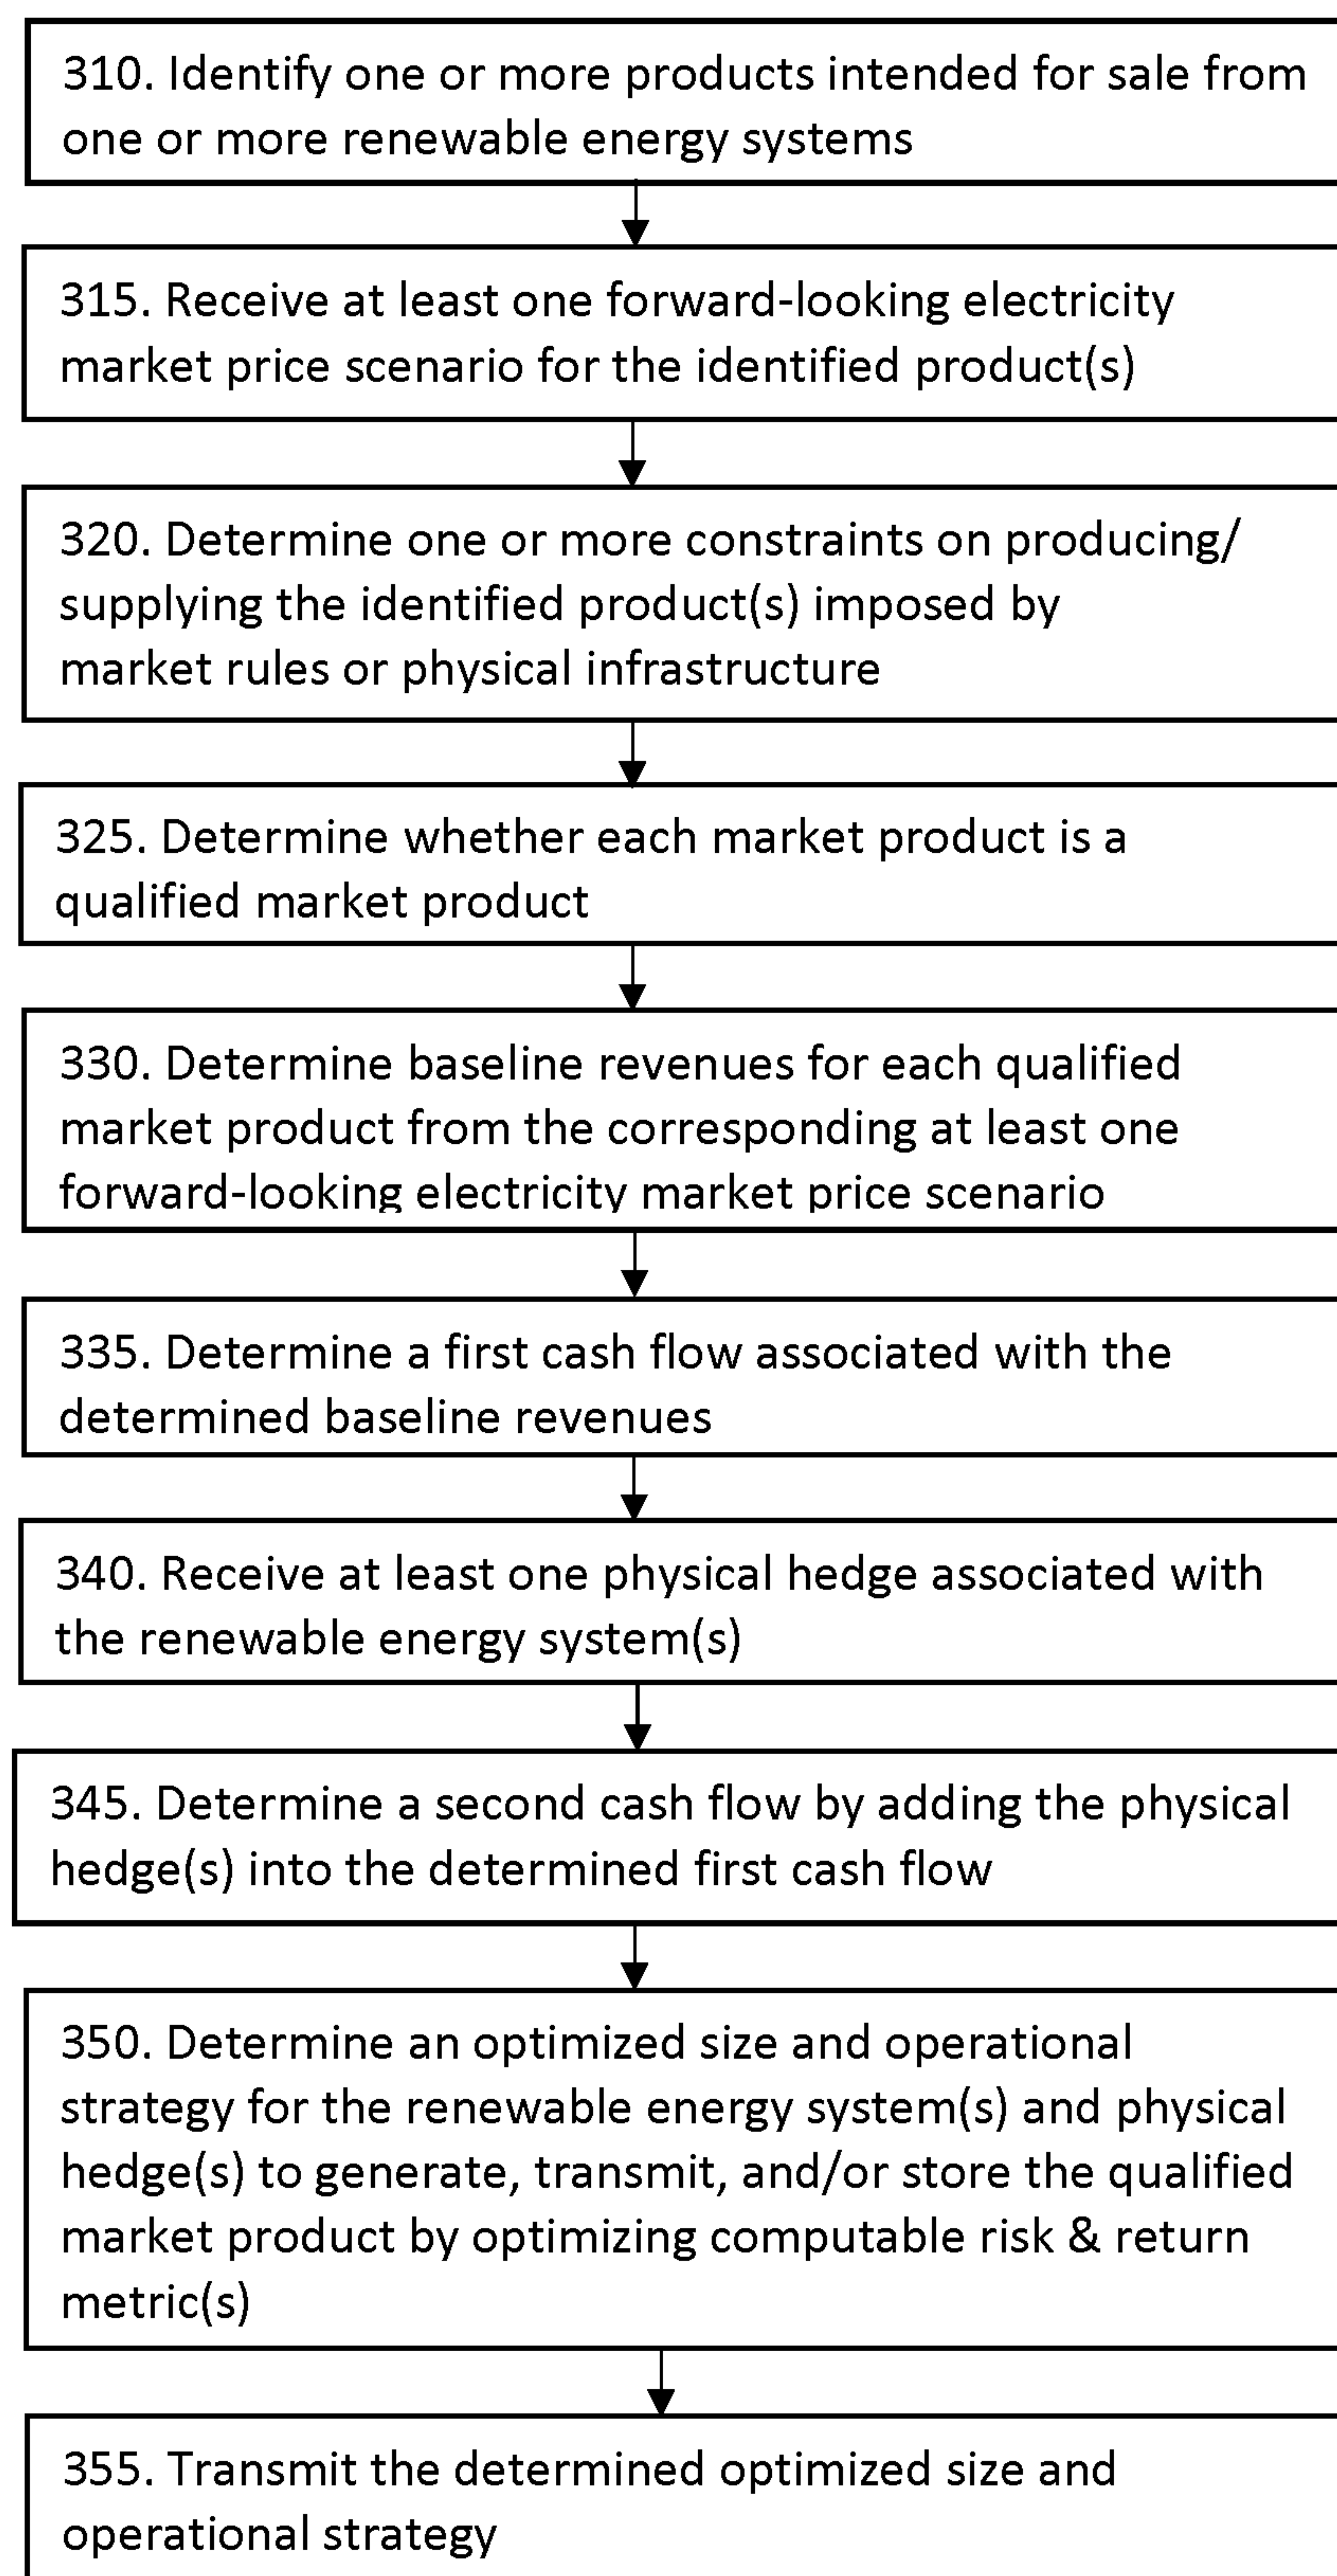 310. Identify one or more products intended for sale from
one or more renewable energy systems
315. Receive at least one forward-looking electricity
market price scenario for the identified product(s)
320. Determine one or more constraints on producing/
supplying the identified product(s) imposed by
market rules or physical infrastructure
325. Determine whether each market product is a
qualified market product
330. Determine baseline revenues for each qualified
market product from the corresponding at least one
forward-looking electricity market price scenario
335. Determine a first cash flow associated with the
determined baseline revenues
340. Receive at least one physical hedge associated with
the renewable energy system(s)
345. Determine a second cash flow by adding the physical
hedge(s) into the determined first cash flow
350. Determine an optimized size and operational
strategy for the renewable energy system(s) and physical
hedge(s) to generate, transmit, and/or store the qualified
market product by optimizing computable risk & return
metric(s)
355. Transmit the determined optimized size and
operational strategy